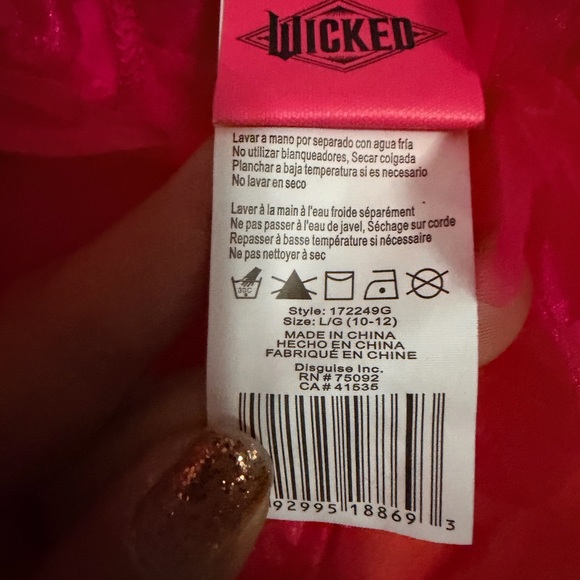 WICKED
Lavar a mano por separado con agua fría
No utilizar blanqueadores, Secar colgada
Planchar a baja temperatura si es necesario
No lavar en seco
Laver à la main à l'eau froide séparément
Ne pas passer à l'eau de javel, Séchage sur corde
Repasser à basse température si nécessaire
Ne pas nettoyer à sec
30C
Style: 172249G
Size: L/G (10-12)
MADE IN CHINA
HECHO EN CHINA
FABRIQUÉ EN CHINE
Disguise Inc.
RN # 75092
CA # 41535
92995 18869 3